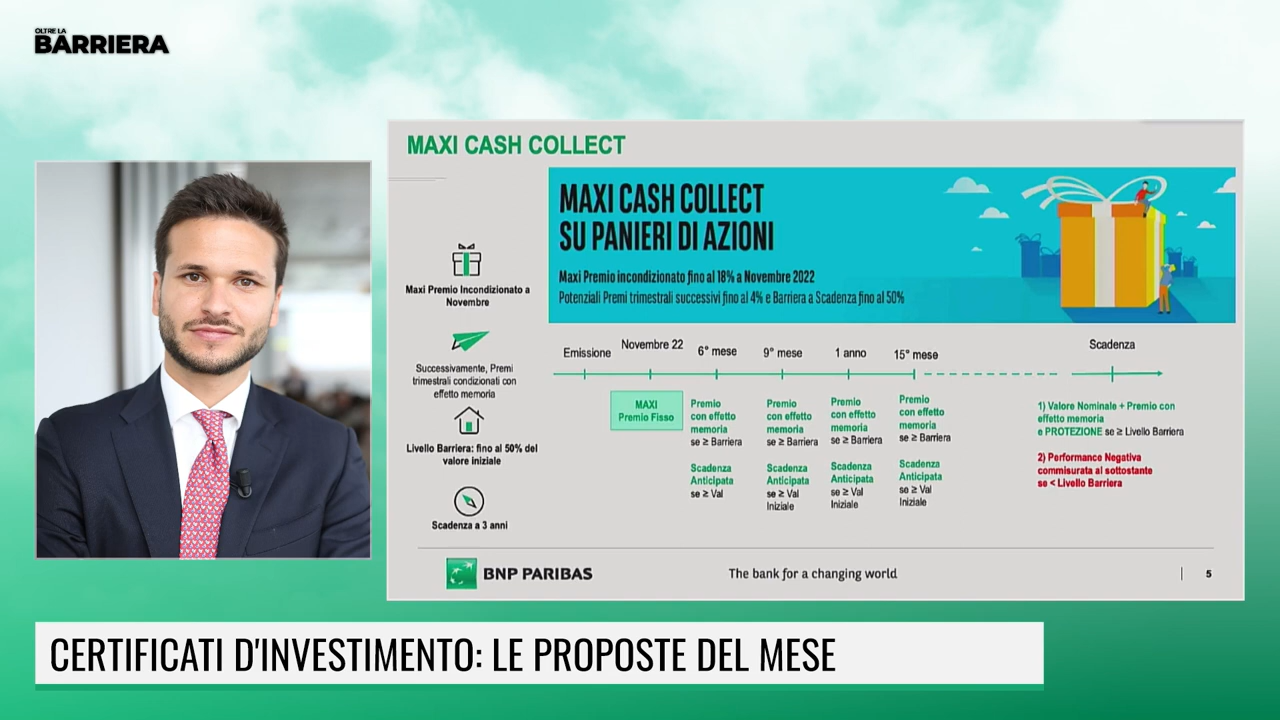 OLTRE LA
BARRIERA
MAXI CASH COLLECT
MAXI CASH COLLECT
SU PANIERI DI AZIONI
Maxi Premio incondizionato fino al 18% a Novembre 2022
Potenziali Premi trimestrali successivi fino al 4% e Barriera a Scadenza fino al 50%
Maxi Premio Incondizionato a
Novembre
Successivamente, Premi
trimestrali condizionati con
effetto memoria
Livello Barriera: fino al 50% del
valore iniziale
Scadenza a 3 anni
Emissione
Novembre 22
6° mese
9° mese
1 anno
15° mese
Scadenza
MAXI
Premio Fisso
Premio
con effetto
memoria
se ≥ Barriera
Scadenza
Anticipata
se ≥ Val
Premio
con effetto
memoria
se ≥ Barriera
Scadenza
Anticipata
se ≥ Val
Iniziale
Premio
con effetto
memoria
se ≥ Barriera
Scadenza
Anticipata
se ≥ Val
Iniziale
Premio
con effetto
memoria
se ≥ Barriera
Scadenza
Anticipata
se ≥ Val
Iniziale
1) Valore Nominale + Premio con
effetto memoria
e PROTEZIONE se ≥ Livello Barriera
2) Performance Negativa
commisurata al sottostante
se < Livello Barriera
BNP PARIBAS
The bank for a changing world
5
CERTIFICATI D'INVESTIMENTO: LE PROPOSTE DEL MESE